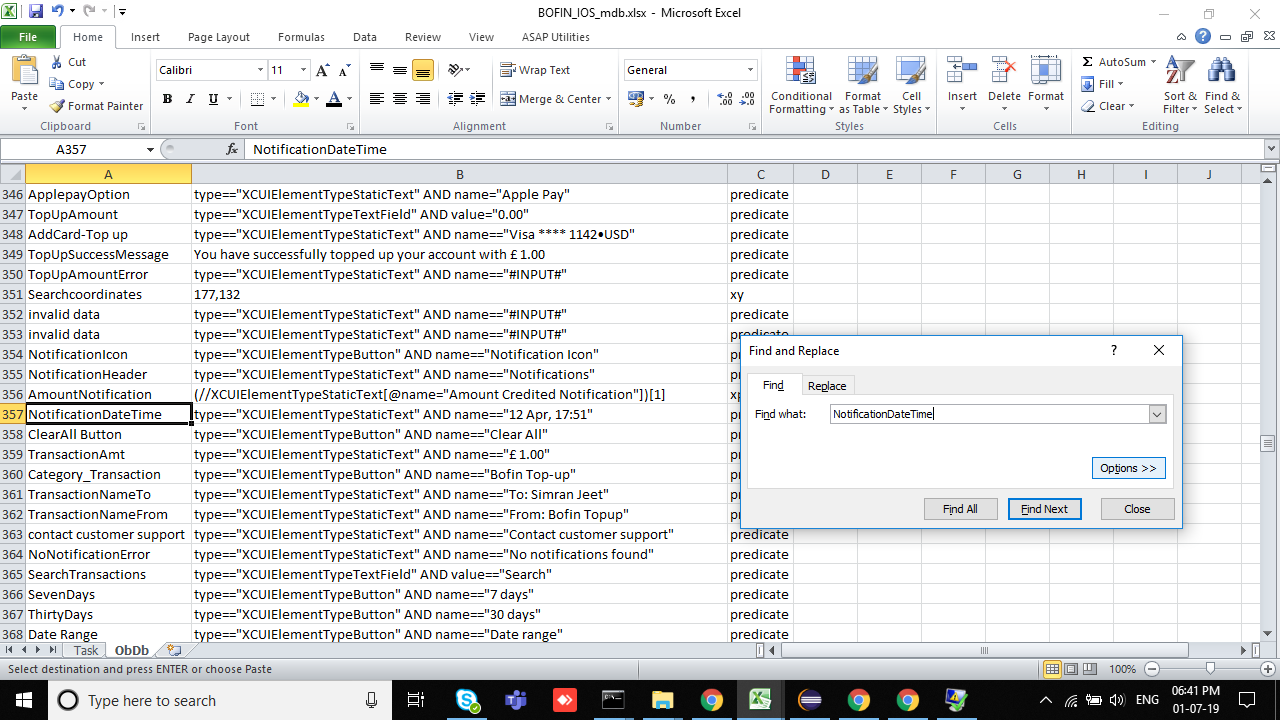 BOFIN_IOS_mdb.xlsx - Microsoft Excel
File Home Insert Page Layout Formulas Data Review View ASAP Utilities
Paste Cut Copy Format Painter Clipboard
Calibri 11 B I U A Font
Wrap Text Merge & Center Alignment
General % , Number
Conditional Formatting Format as Table Cell Styles Styles
Insert Delete Format Cells
Σ AutoSum Fill Clear Sort & Filter Find & Select Editing
A357 fx NotificationDateTime
A B C D E F G H I J
346 ApplepayOption type=="XCUIElementTypeStaticText" AND name="Apple Pay" predicate
347 TopUpAmount type=="XCUIElementTypeTextField" AND value="0.00" predicate
348 AddCard-Top up type=="XCUIElementTypeStaticText" AND name=="Visa **** 1142•USD" predicate
349 TopUpSuccessMessage You have successfully topped up your account with £ 1.00 predicate
350 TopUpAmountError type=="XCUIElementTypeStaticText" AND name=="#INPUT#" predicate
351 Searchcoordinates 177,132 xy
352 invalid data type=="XCUIElementTypeStaticText" AND name=="#INPUT#" predicate
353 invalid data type=="XCUIElementTypeStaticText" AND name=="#INPUT#" predicate
354 NotificationIcon type=="XCUIElementTypeButton" AND name=="Notification Icon"
355 NotificationHeader type=="XCUIElementTypeStaticText" AND name=="Notifications"
356 AmountNotification (//XCUIElementTypeStaticText[@name="Amount Credited Notification"])[1]
357 NotificationDateTime type=="XCUIElementTypeStaticText" AND name=="12 Apr, 17:51"
358 ClearAll Button type=="XCUIElementTypeButton" AND name=="Clear All"
359 TransactionAmt type=="XCUIElementTypeStaticText" AND name=="£ 1.00"
360 Category_Transaction type=="XCUIElementTypeButton" AND name=="Bofin Top-up"
361 TransactionNameTo type=="XCUIElementTypeStaticText" AND name=="To: Simran Jeet"
362 TransactionNameFrom type=="XCUIElementTypeStaticText" AND name=="From: Bofin Topup"
363 contact customer support type=="XCUIElementTypeStaticText" AND name=="Contact customer support" predicate
364 NoNotificationError type=="XCUIElementTypeStaticText" AND name=="No notifications found" predicate
365 SearchTransactions type=="XCUIElementTypeTextField" AND value=="Search" predicate
366 SevenDays type=="XCUIElementTypeButton" AND name=="7 days" predicate
367 ThirtyDays type=="XCUIElementTypeButton" AND name=="30 days" predicate
368 Date Range type=="XCUIElementTypeButton" AND name=="Date range" predicate
Find and Replace ?
Find Replace
Find what: NotificationDateTime
Options >>
Find All Find Next Close
Task ObDb
Select destination and press ENTER or choose Paste 100%
Type here to search ENG 06:41 PM
01-07-19